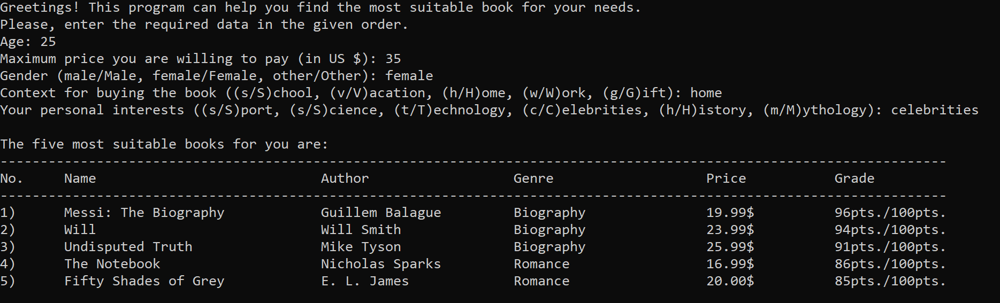 Greetings! This program can help you find the most suitable book for your needs.
Please, enter the required data in the given order.
Age: 25
Maximum price you are willing to pay (in US $): 35
Gender (male/Male, female/Female, other/Other): female
Context for buying the book ((s/S)chool, (v/V)acation, (h/H)ome, (w/W)ork, (g/G)ift): home
Your personal interests ((s/S)port, (s/S)cience, (t/T)echnology, (c/C)elebrities, (h/H)istory, (m/M)ythology): celebrities

The five most suitable books for you are:
----------------------------------------------------------------------------------------------------------------------
No.     Name                            Author                  Genre                   Price           Grade
----------------------------------------------------------------------------------------------------------------------
1)      Messi: The Biography            Guillem Balague         Biography               19.99$          96pts./100pts.
2)      Will                            Will Smith              Biography               23.99$          94pts./100pts.
3)      Undisputed Truth                Mike Tyson              Biography               25.99$          91pts./100pts.
4)      The Notebook                    Nicholas Sparks         Romance                 16.99$          86pts./100pts.
5)      Fifty Shades of Grey            E. L. James             Romance                 20.00$          85pts./100pts.